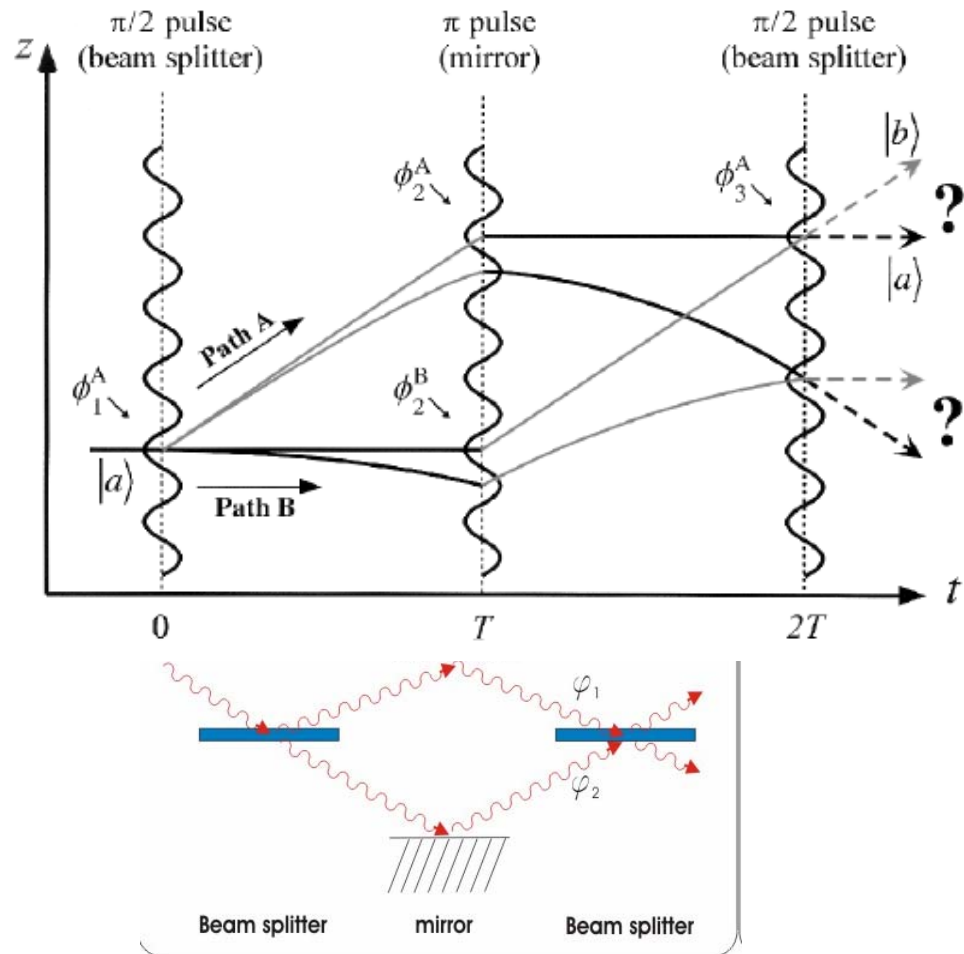 π/2 pulse
(beam splitter)
π pulse
(mirror)
π/2 pulse
(beam splitter)
z
|b⟩
ϕ₂ᴬ
ϕ₃ᴬ
?
|a⟩
Path A
ϕ₁ᴬ
ϕ₂ᴮ
?
|a⟩
Path B
t
0
T
2T
φ₁
φ₂
Beam splitter
mirror
Beam splitter